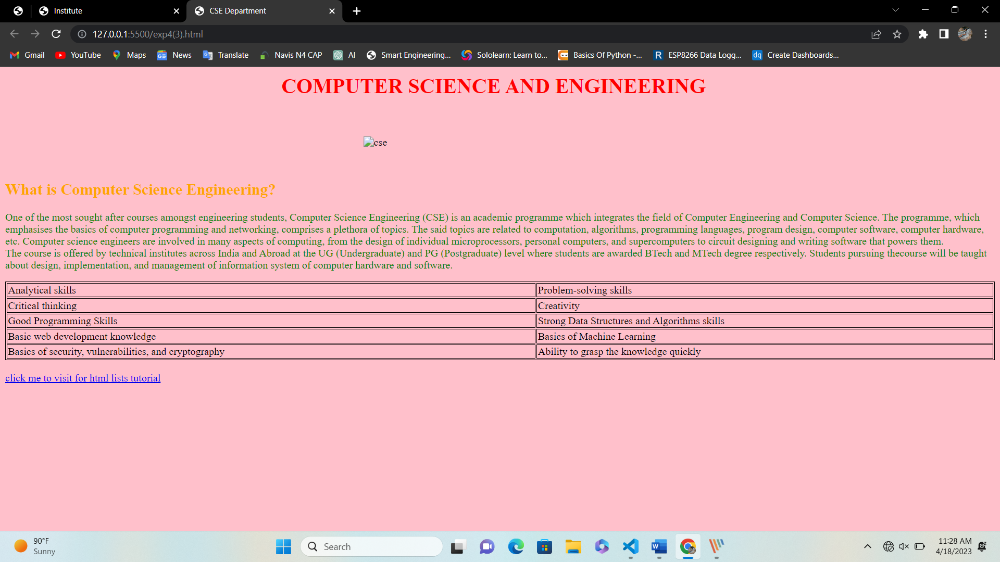 Institute
CSE Department
127.0.0.1:5500/exp4(3).html
Gmail
YouTube
Maps
News
Translate
Navis N4 CAP
AI
Smart Engineering...
Sololearn: Learn to...
Basics Of Python -...
R
ESP8266 Data Logg...
dq
Create Dashboards...
COMPUTER SCIENCE AND ENGINEERING
cse
What is Computer Science Engineering?
One of the most sought after courses amongst engineering students, Computer Science Engineering (CSE) is an academic programme which integrates the field of Computer Engineering and Computer Science. The programme, which
emphasises the basics of computer programming and networking, comprises a plethora of topics. The said topics are related to computation, algorithms, programming languages, program design, computer software, computer hardware,
etc. Computer science engineers are involved in many aspects of computing, from the design of individual microprocessors, personal computers, and supercomputers to circuit designing and writing software that powers them.
The course is offered by technical institutes across India and Abroad at the UG (Undergraduate) and PG (Postgraduate) level where students are awarded BTech and MTech degree respectively. Students pursuing thecourse will be taught
about design, implementation, and management of information system of computer hardware and software.
Analytical skills
Problem-solving skills
Critical thinking
Creativity
Good Programming Skills
Strong Data Structures and Algorithms skills
Basic web development knowledge
Basics of Machine Learning
Basics of security, vulnerabilities, and cryptography
Ability to grasp the knowledge quickly
click me to visit for html lists tutorial
90°F
Sunny
Search
W
11:28 AM
4/18/2023